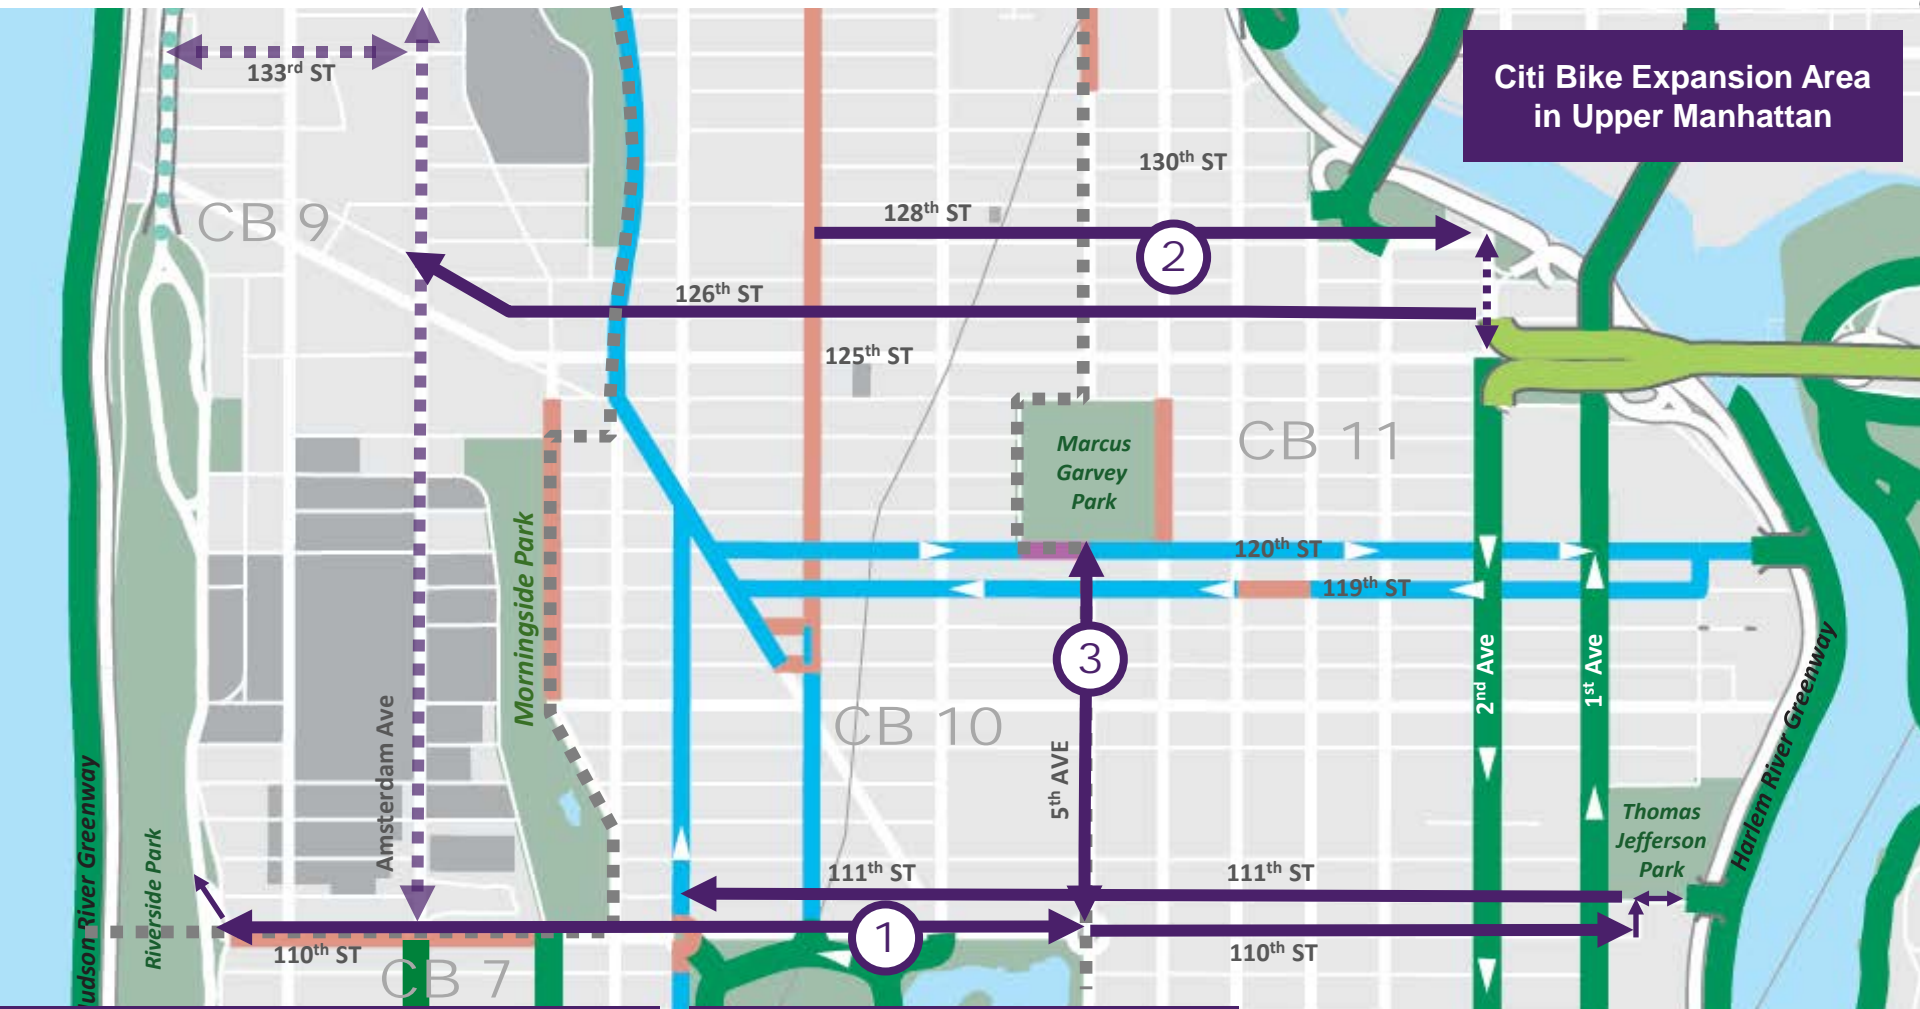 133rd ST
Citi Bike Expansion Area
in Upper Manhattan
130th ST
CB 9
128th ST
2
126th ST
125th ST
CB 11
Marcus
Garvey
Park
120th ST
119th ST
Morningside Park
3
2nd Ave
1st Ave
Harlem River Greenway
Amsterdam Ave
CB 10
5th AVE
Hudson River Greenway
Riverside Park
Thomas
Jefferson
Park
111th ST
111th ST
1
110th ST
110th ST
CB 7